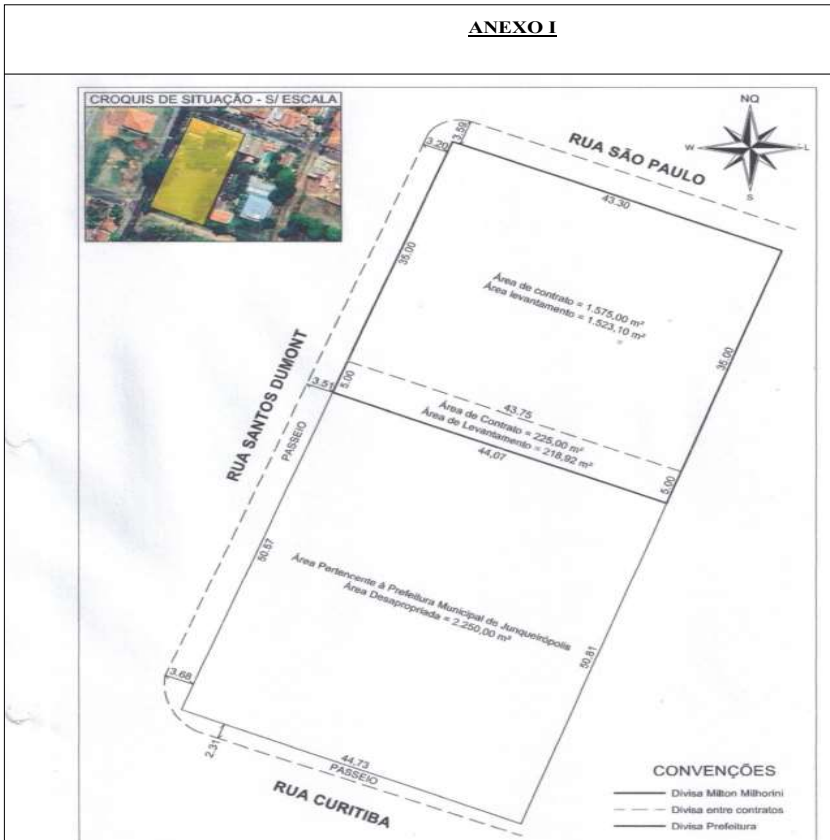 ANEXO I
CROQUIS DE SITUAÇÃO - S/ ESCALA
NQ
W
L
S
RUA SÃO PAULO
3.59
3.20
43.30
35.00
Área de contrato = 1.575,00 m²
Área levantamento = 1.523,10 m²
35.00
RUA SANTOS DUMONT
3.51
5.00
43.75
Área de Contrato = 225,00 m²
Área de Levantamento = 218,92 m²
44,07
5.00
PASSEIO
50.57
Área Pertencente à Prefeitura Municipal de Junqueirópolis
Área Desapropriada = 2.250,00 m²
50.81
3.68
2.31
44.73
PASSEIO
RUA CURITIBA
CONVENÇÕES
Divisa Milton Milhorini
Divisa entre contratos
Divisa Prefeitura